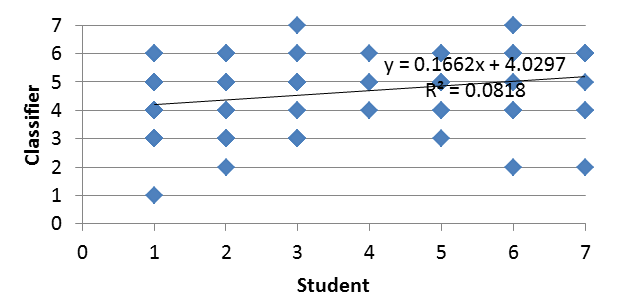 7
6
5
4
3
2
1
0
Classifier
y = 0.1662x + 4.0297
R² = 0.0818
0 1 2 3 4 5 6 7
Student